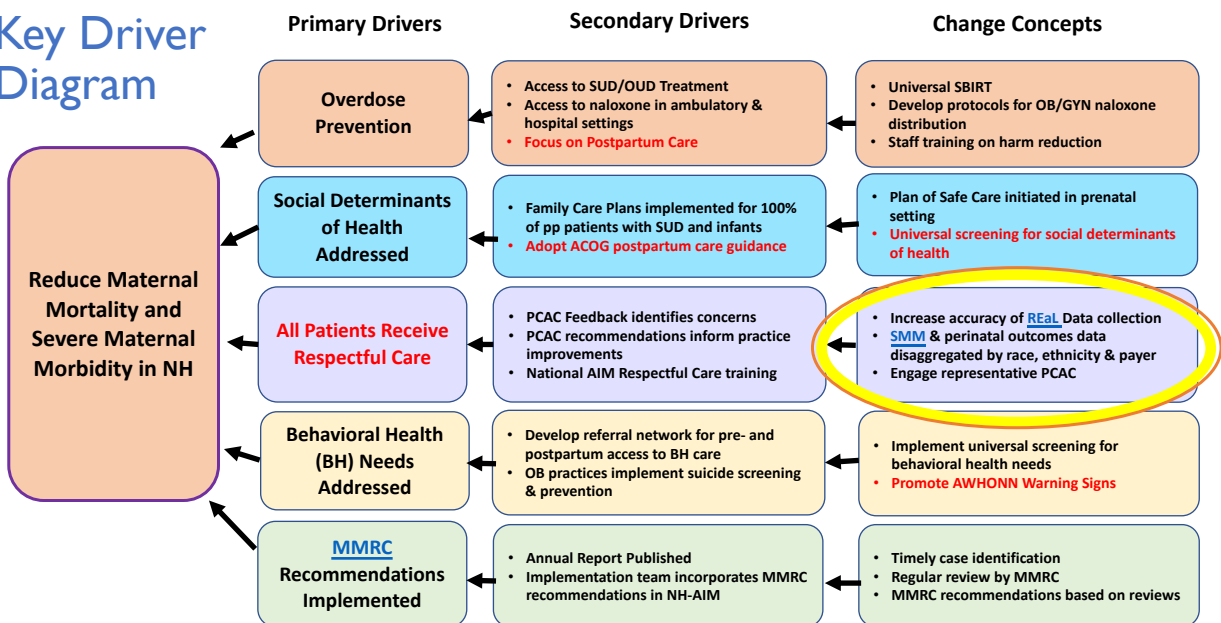 Key Driver
Diagram
Primary Drivers
Secondary Drivers
Change Concepts
Reduce Maternal
Mortality and
Severe Maternal
Morbidity in NH
Overdose
Prevention
• Access to SUD/OUD Treatment
• Access to naloxone in ambulatory &
hospital settings
• Focus on Postpartum Care
• Universal SBIRT
• Develop protocols for OB/GYN naloxone
distribution
• Staff training on harm reduction
Social Determinants
of Health
Addressed
• Family Care Plans implemented for 100%
of pp patients with SUD and infants
• Adopt ACOG postpartum care guidance
• Plan of Safe Care initiated in prenatal
setting
• Universal screening for social determinants
of health
All Patients Receive
Respectful Care
• PCAC Feedback identifies concerns
• PCAC recommendations inform practice
improvements
• National AIM Respectful Care training
• Increase accuracy of REaL Data collection
• SMM & perinatal outcomes data
disaggregated by race, ethnicity & payer
• Engage representative PCAC
Behavioral Health
(BH) Needs
Addressed
• Develop referral network for pre- and
postpartum access to BH care
• OB practices implement suicide screening
& prevention
• Implement universal screening for
behavioral health needs
• Promote AWHONN Warning Signs
MMRC
Recommendations
Implemented
• Annual Report Published
• Implementation team incorporates MMRC
recommendations in NH-AIM
• Timely case identification
• Regular review by MMRC
• MMRC recommendations based on reviews